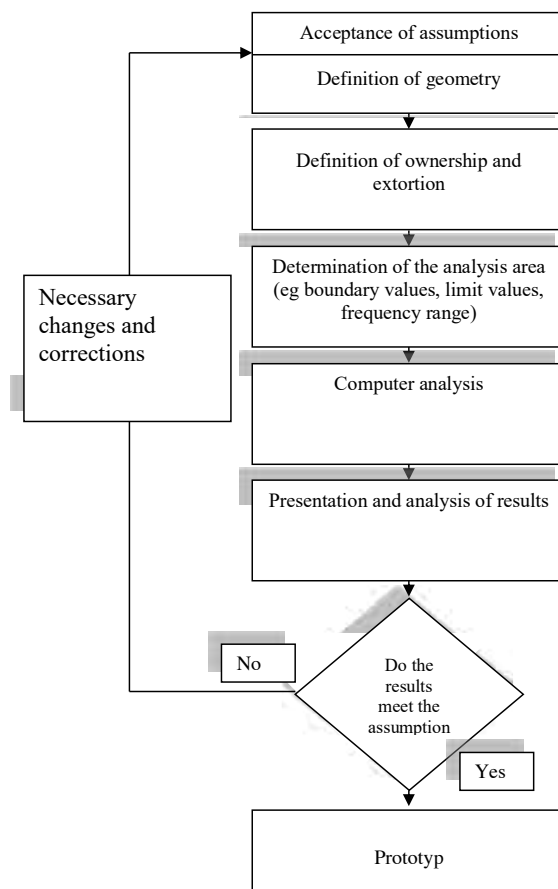 Acceptance of assumptions
Definition of geometry
Definition of ownership and
extortion
Determination of the analysis area
(eg boundary values, limit values,
frequency range)
Necessary
changes and
corrections
Computer analysis
Presentation and analysis of results
No
Do the
results
meet the
assumption
Yes
Prototyp